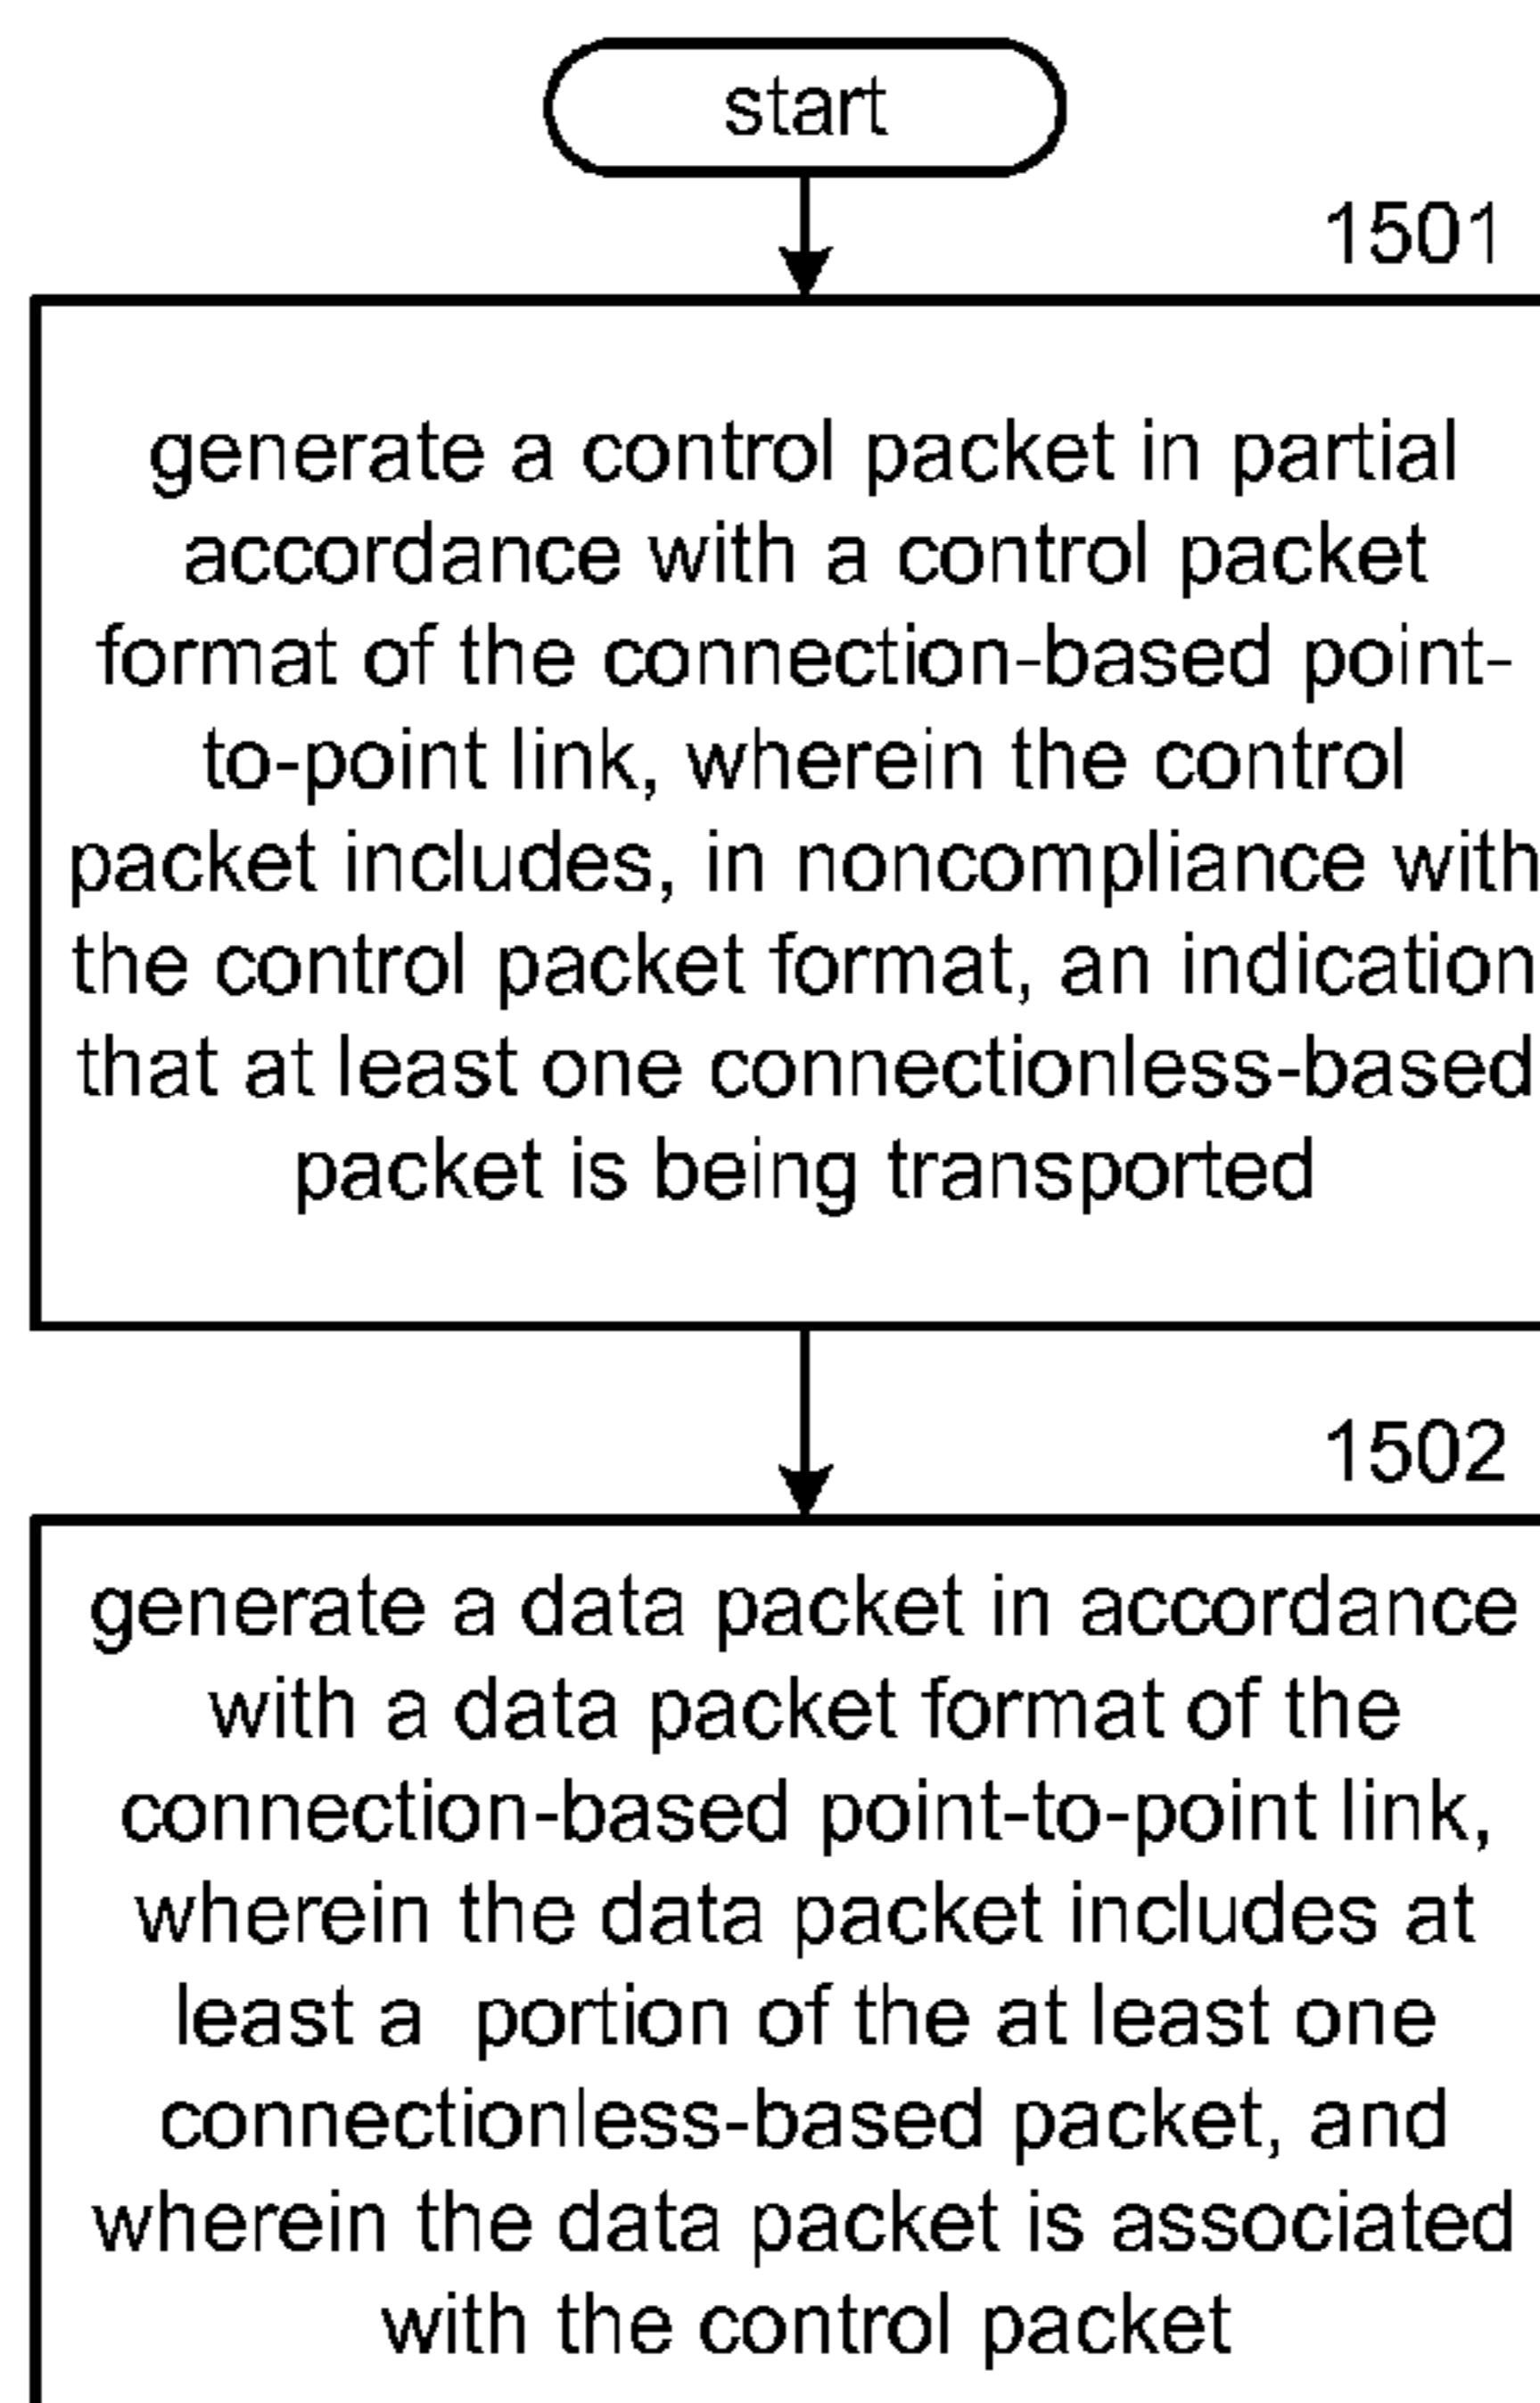 start
1501
generate a control packet in partial
accordance with a control packet
format of the connection-based point-
to-point link, wherein the control
packet includes, in noncompliance with
the control packet format, an indication
that at least one connectionless-based
packet is being transported
1502
generate a data packet in accordance
with a data packet format of the
connection-based point-to-point link,
wherein the data packet includes at
least a portion of the at least one
connectionless-based packet, and
wherein the data packet is associated
with the control packet